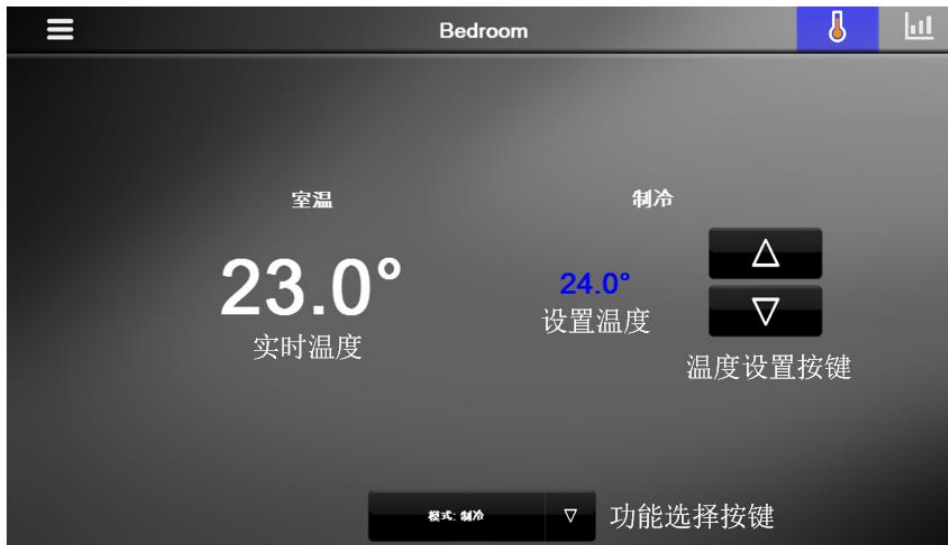 Bedroom
室温
制冷
23.0°
24.0°
实时温度
设置温度
温度设置按键
模式: 制冷
功能选择按键